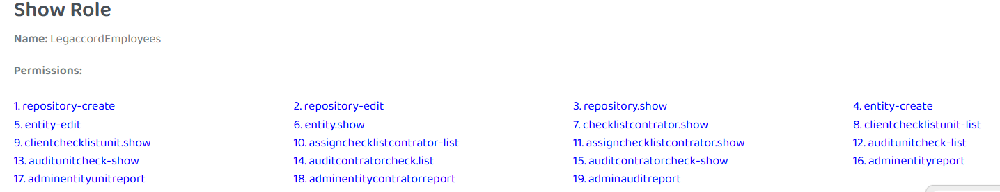 Show Role
Name: LegaccordEmployees
Permissions:
1. repository-create 2. repository-edit 3. repository.show 4. entity-create
5. entity-edit 6. entity.show 7. checklistcontrator.show 8. clientchecklistunit-list
9. clientchecklistunit.show 10. assignchecklistcontrator-list 11. assignchecklistcontrator.show 12. auditunitcheck-list
13. auditunitcheck-show 14. auditcontratorcheck.list 15. auditcontratorcheck-show 16. adminentityreport
17. adminentityunitreport 18. adminentitycontratorreport 19. adminauditreport